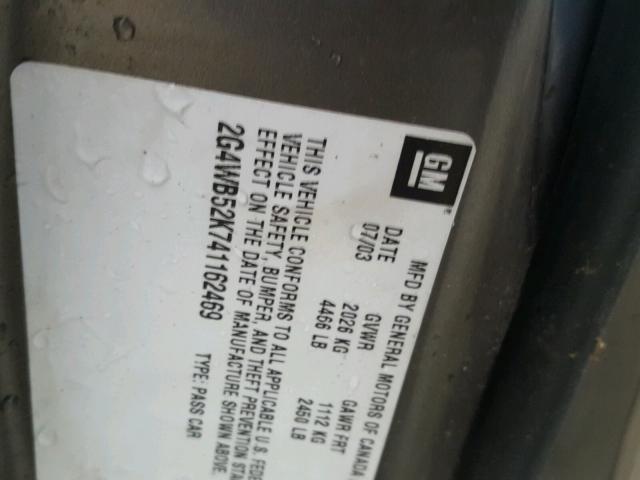 GM
MFD BY GENERAL MOTORS OF CANADA
DATE GVWR GAWR FRT
07/03 2026 KG 1112 KG
4466 LB 2450 LB
THIS VEHICLE CONFORMS TO ALL APPLICABLE U.S. FEDE
VEHICLE SAFETY, BUMPER, AND THEFT PREVENTION STA
EFFECT ON THE DATE OF MANUFACTURE SHOWN ABOVE.
2G4WB52K741162469 TYPE: PASS CAR